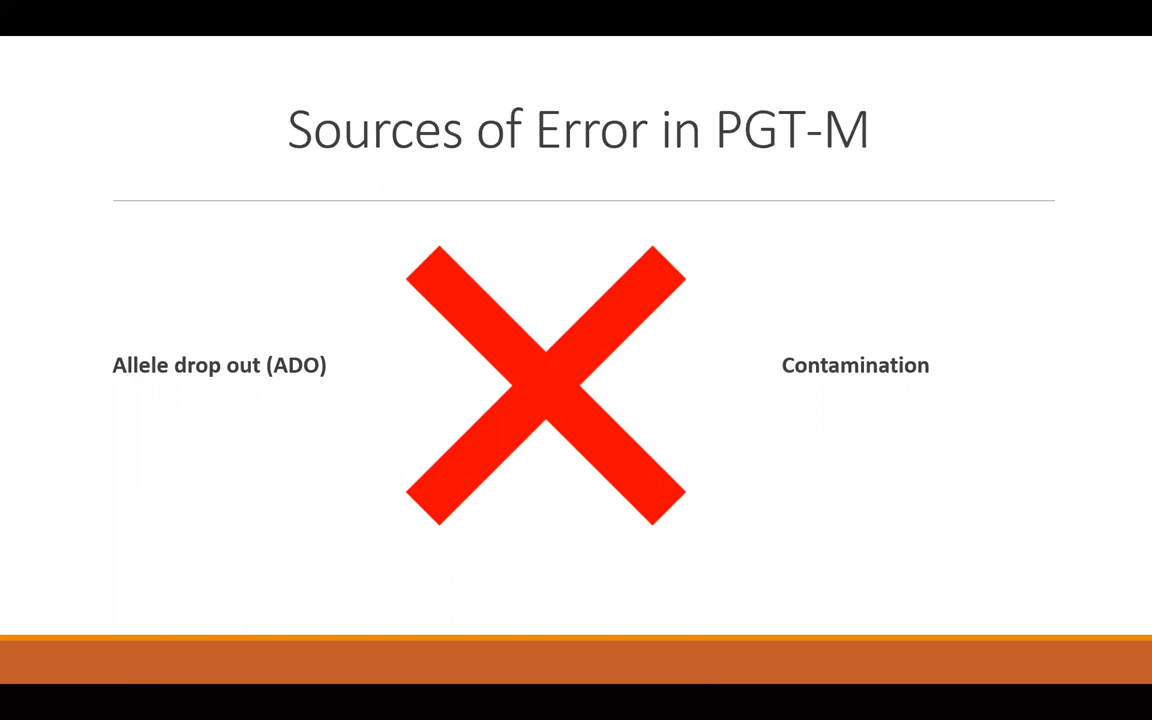 Sources of Error in PGT-M
Allele drop out (ADO)
Contamination